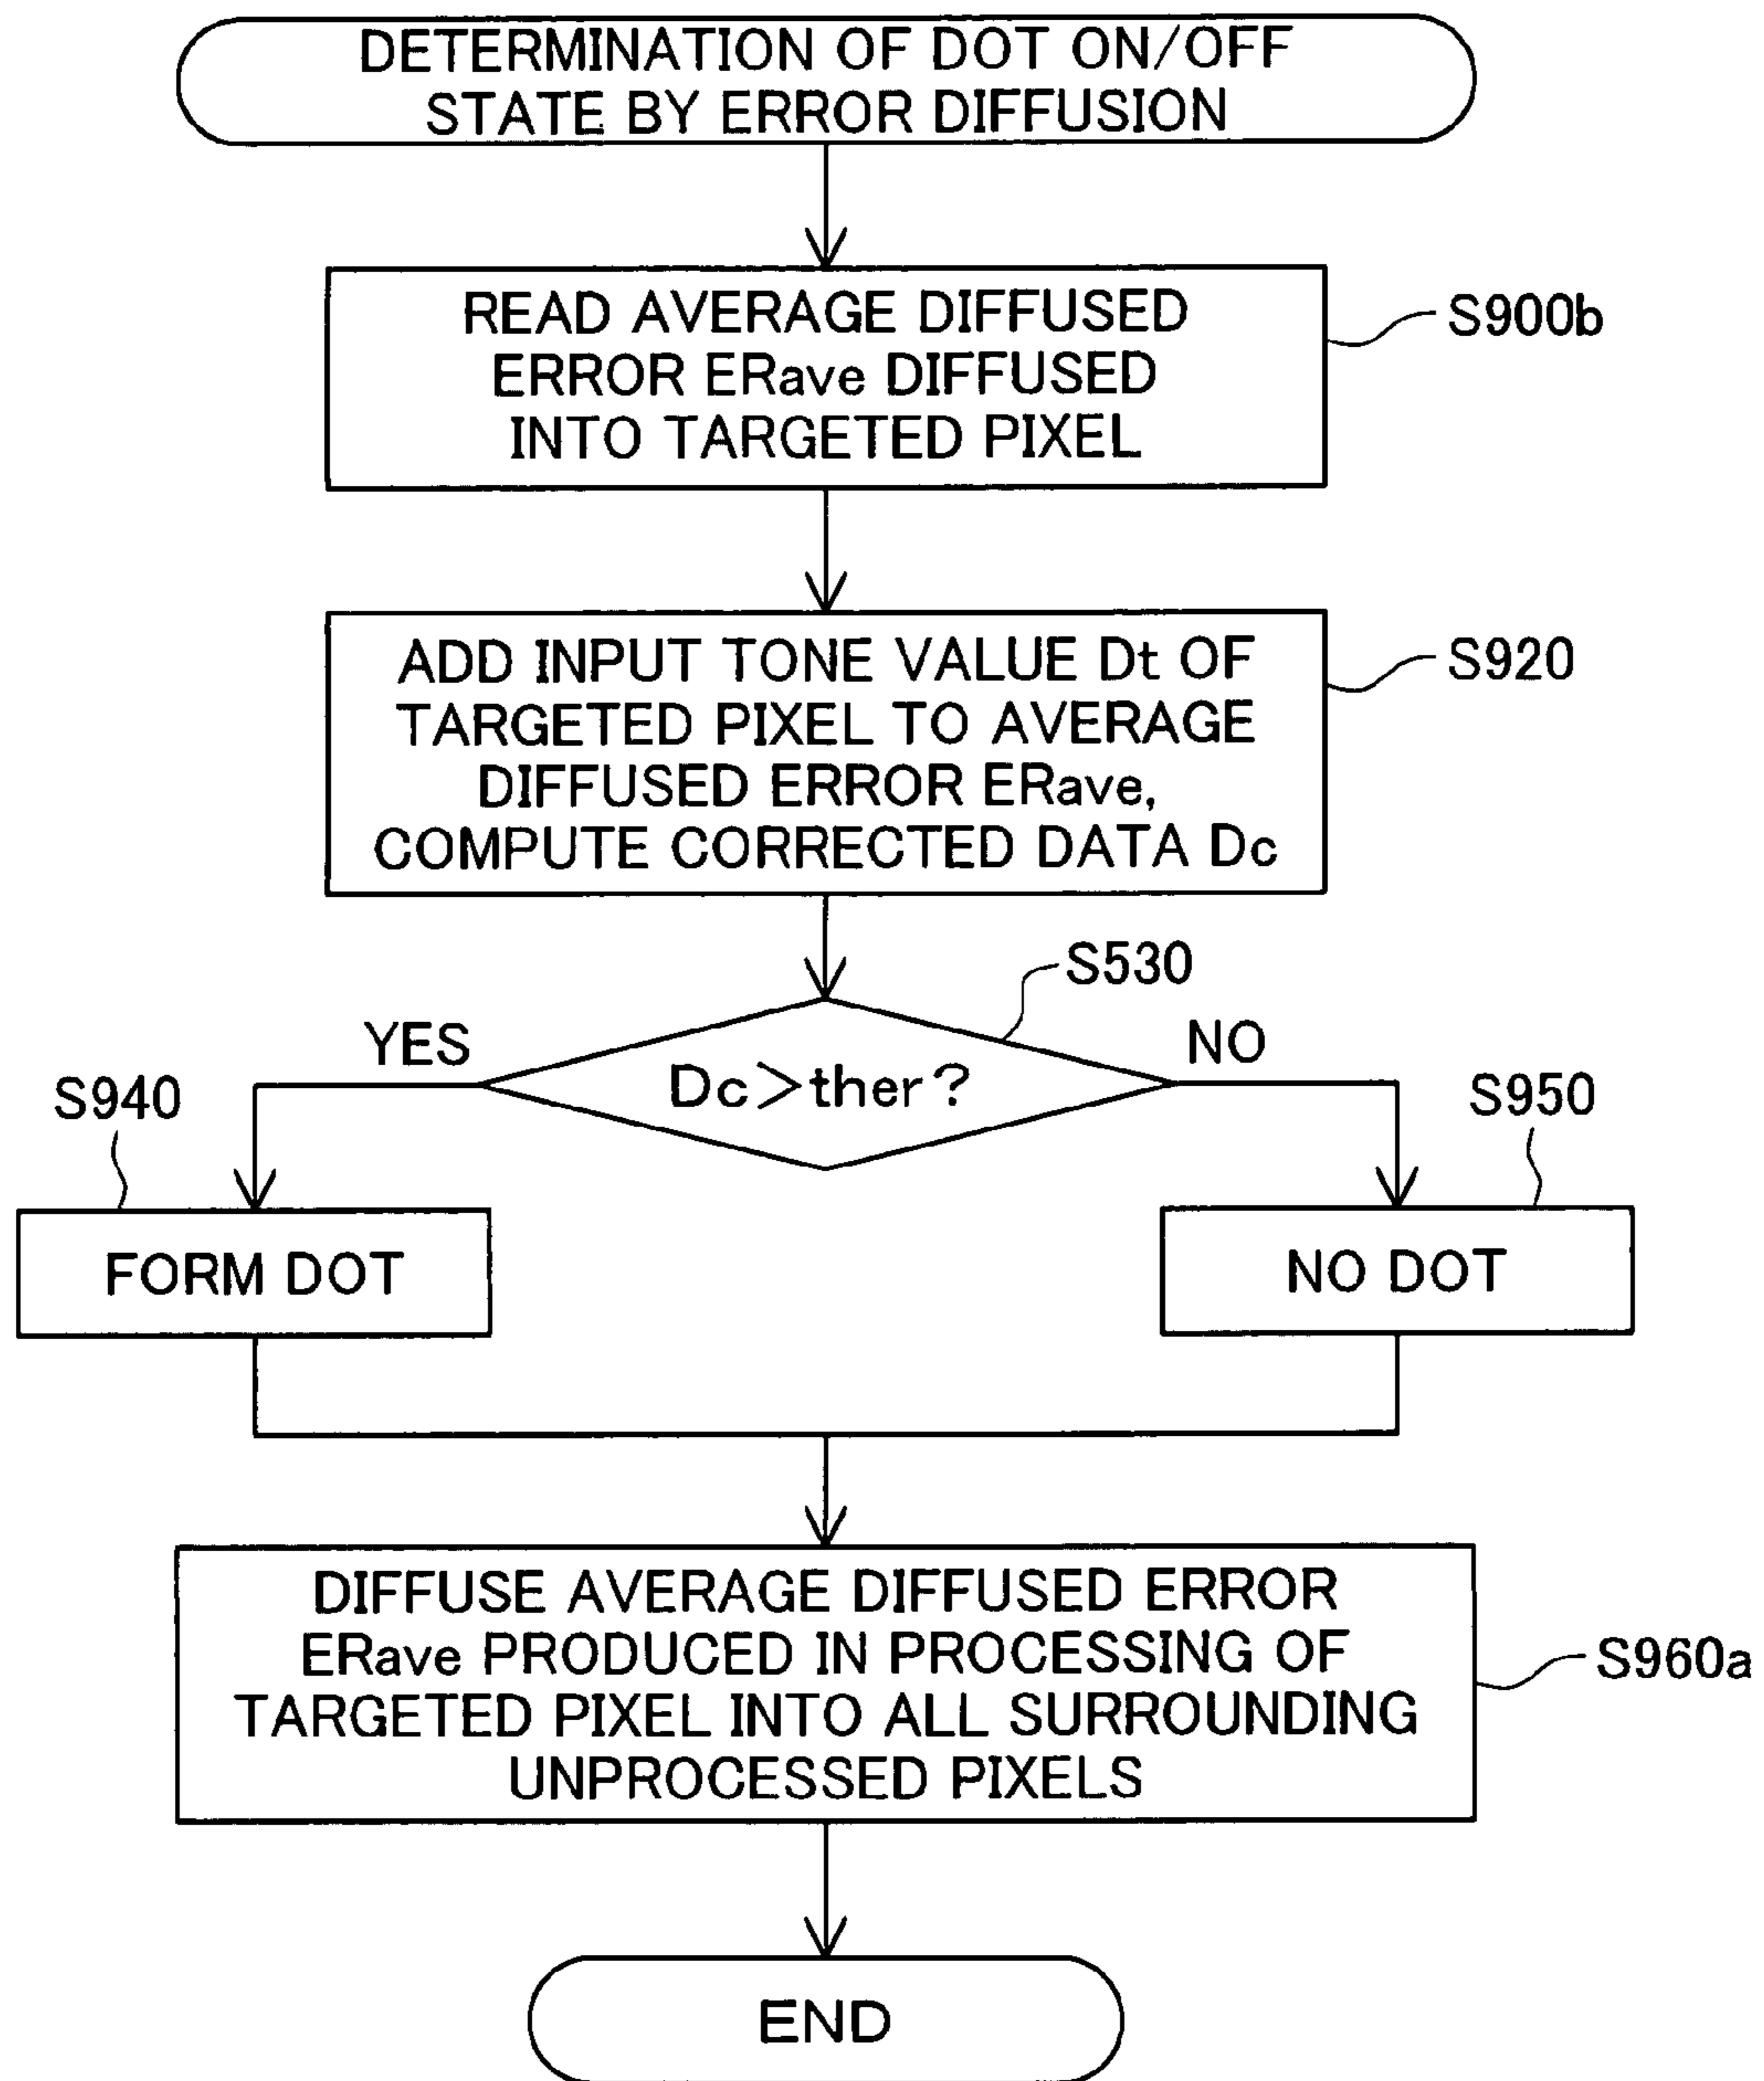 DETERMINATION OF DOT ON/OFF
STATE BY ERROR DIFFUSION
READ AVERAGE DIFFUSED
ERROR ERave DIFFUSED
INTO TARGETED PIXEL
S900b
ADD INPUT TONE VALUE Dt OF
TARGETED PIXEL TO AVERAGE
DIFFUSED ERROR ERave,
COMPUTE CORRECTED DATA Dc
S920
S530
YES
NO
Dc>ther?
S940
S950
FORM DOT
NO DOT
DIFFUSE AVERAGE DIFFUSED ERROR
ERave PRODUCED IN PROCESSING OF
TARGETED PIXEL INTO ALL SURROUNDING
UNPROCESSED PIXELS
S960a
END